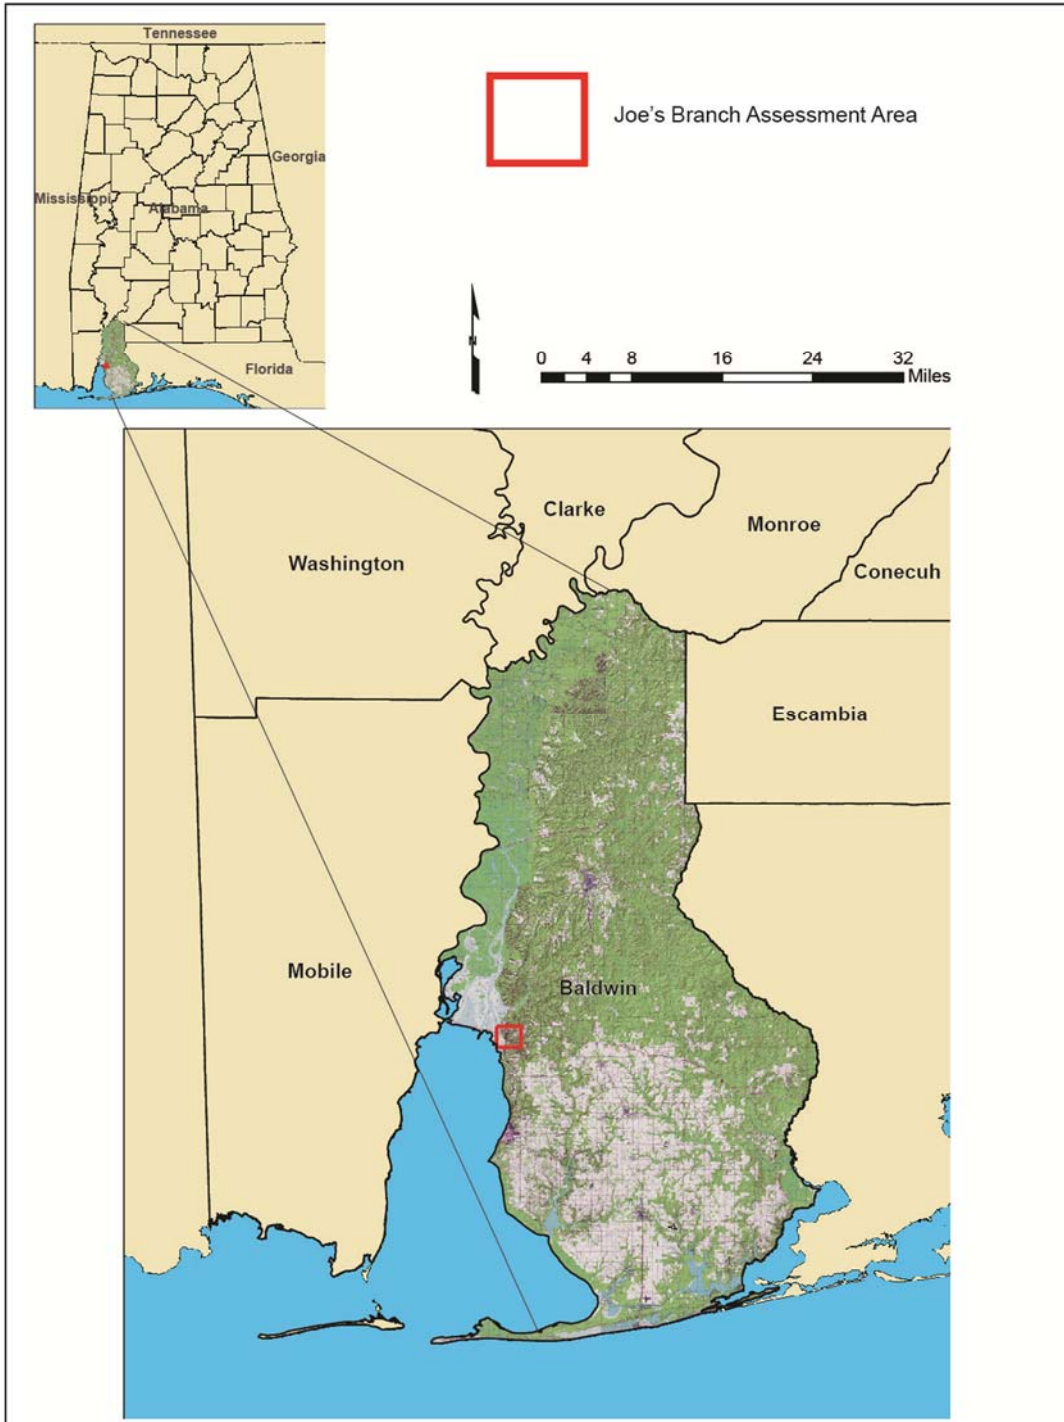 Tennessee
Georgia
Mississippi
Alabama
Florida
Joe's Branch Assessment Area
N
0 4 8 16 24 32
Miles
Clarke
Monroe
Washington
Conecuh
Escambia
Mobile
Baldwin